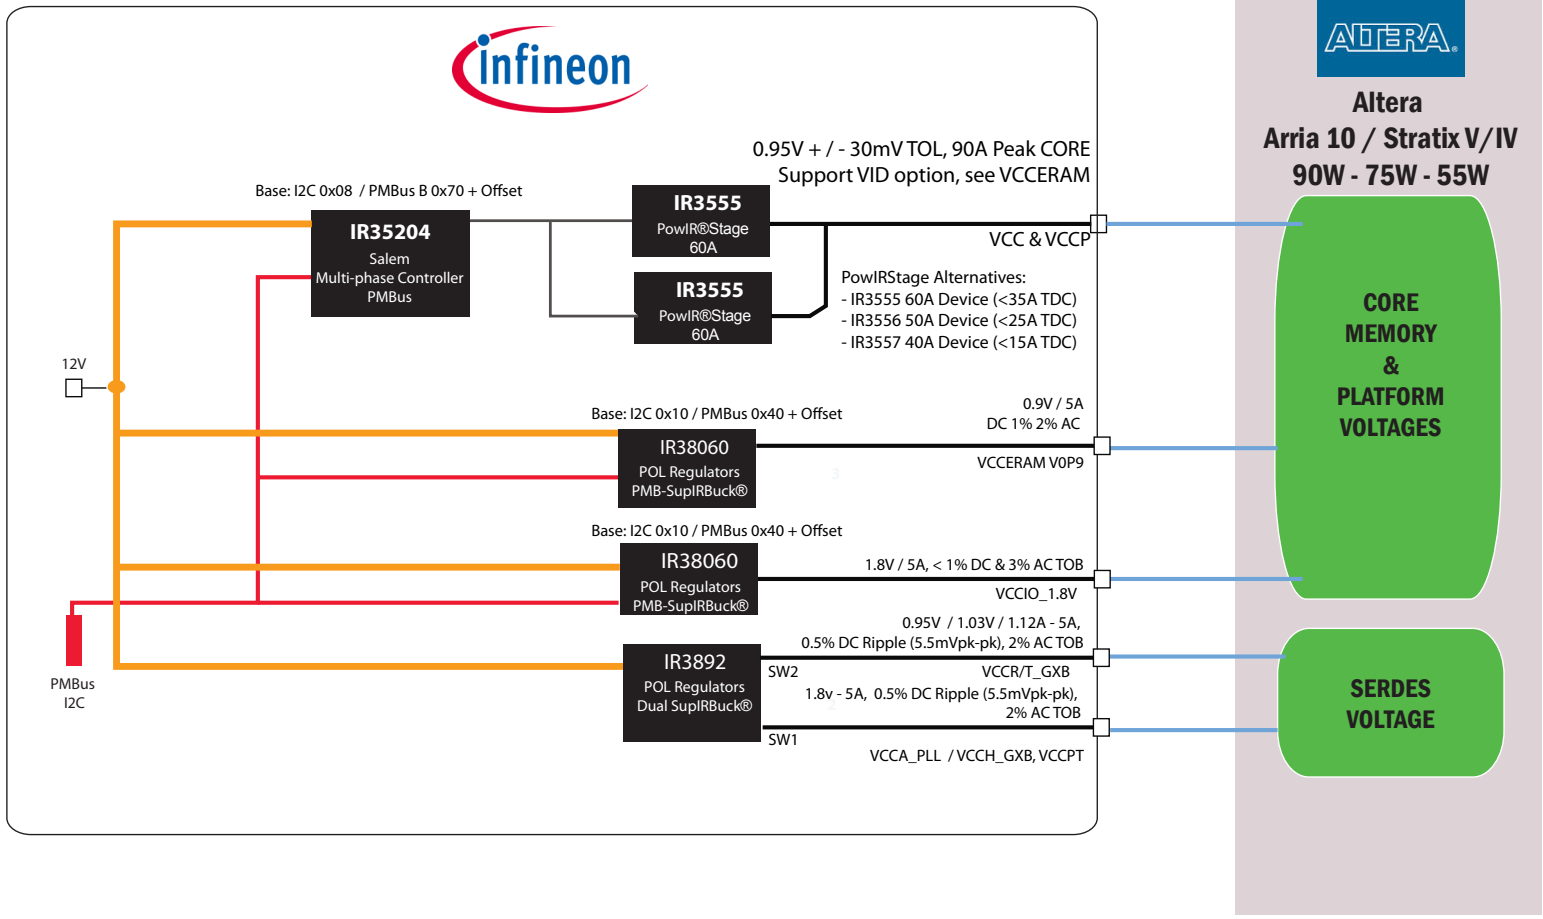 infineon
ALTERA®
Altera
Arria 10 / Stratix V/IV
90W - 75W - 55W
0.95V + / - 30mV TOL, 90A Peak CORE
Support VID option, see VCCERAM
Base: I2C 0x08 / PMBus B 0x70 + Offset
IR35204
Salem
Multi-phase Controller
PMBus
IR3555
PowIR®Stage
60A
VCC & VCCP
IR3555
PowIR®Stage
60A
PowIRStage Alternatives:
- IR3555 60A Device (<35A TDC)
- IR3556 50A Device (<25A TDC)
- IR3557 40A Device (<15A TDC)
CORE
MEMORY
&
PLATFORM
VOLTAGES
12V
Base: I2C 0x10 / PMBus 0x40 + Offset
0.9V / 5A
DC 1% 2% AC
IR38060
POL Regulators
PMB-SupIRBuck®
VCCERAM V0P9
3
Base: I2C 0x10 / PMBus 0x40 + Offset
IR38060
POL Regulators
PMB-SupIRBuck®
1.8V / 5A, < 1% DC & 3% AC TOB
VCCIO_1.8V
0.95V / 1.03V / 1.12A - 5A,
0.5% DC Ripple (5.5mVpk-pk), 2% AC TOB
IR3892
POL Regulators
Dual SupIRBuck®
SW2
VCCR/T_GXB
1.8v - 5A, 0.5% DC Ripple (5.5mVpk-pk),
2% AC TOB
2
SW1
VCCA_PLL / VCCH_GXB, VCCPT
PMBus
I2C
SERDES
VOLTAGE